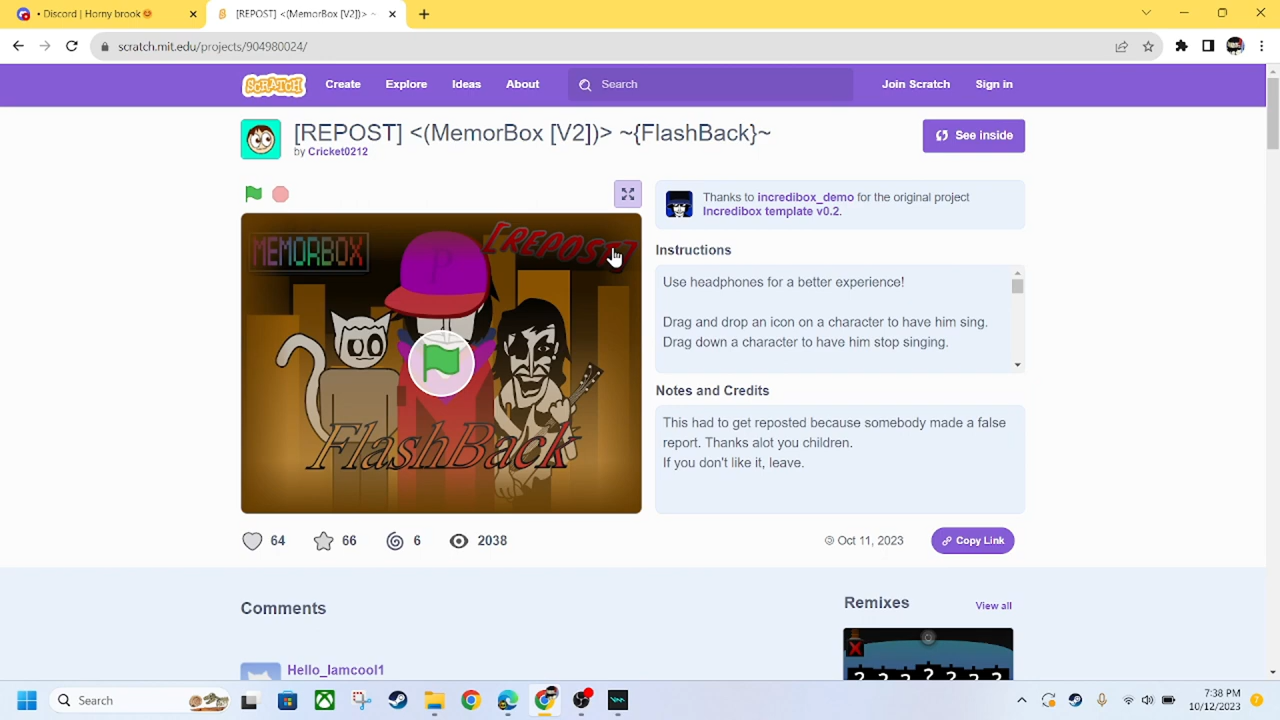 Discord | Horny brook
[REPOST] <(MemorBox [V2])> ~
scratch.mit.edu/projects/904980024/
SCRATCH
Create
Explore
Ideas
About
Search
Join Scratch
Sign in
[REPOST] <(MemorBox [V2])> ~{FlashBack}~
by Cricket0212
See inside
MEMORBOX
[REPOST]
P
FlashBack
Thanks to incredibox_demo for the original project
Incredibox template v0.2.
Instructions
Use headphones for a better experience!
Drag and drop an icon on a character to have him sing.
Drag down a character to have him stop singing.
Notes and Credits
This had to get reposted because somebody made a false
report. Thanks alot you children.
If you don't like it, leave.
64
66
6
2038
© Oct 11, 2023
Copy Link
Comments
Hello_Iamcool1
Remixes
View all
X
? ? ? ? ? ? ?
Search
7:38 PM
10/12/2023
7